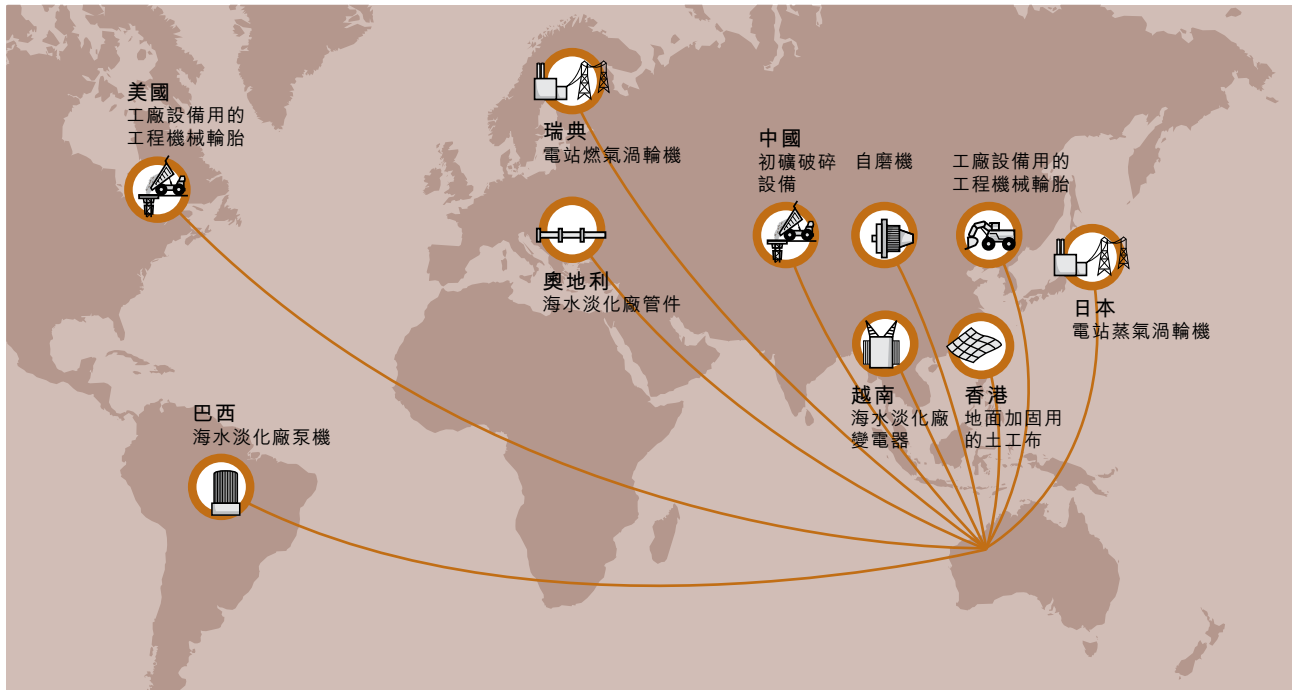 美國
工廠設備用的
工程機械輪胎
瑞典
電站燃氣渦輪機
中國
初礦破碎
設備
自磨機
工廠設備用的
工程機械輪胎
奧地利
海水淡化廠管件
日本
電站蒸氣渦輪機
巴西
海水淡化廠泵機
越南
海水淡化廠
變電器
香港
地面加固用
的土工布